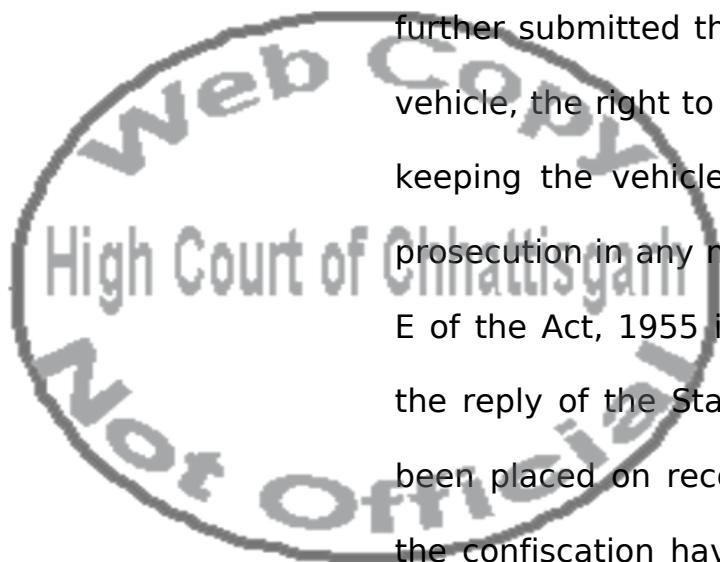 Web Copy
High Court of Chhattisgarh
Not Official
further submitted th
vehicle, the right to
keeping the vehicle
prosecution in any
E of the Act, 1955
the reply of the Sta
been placed on rec
the confiscation hav